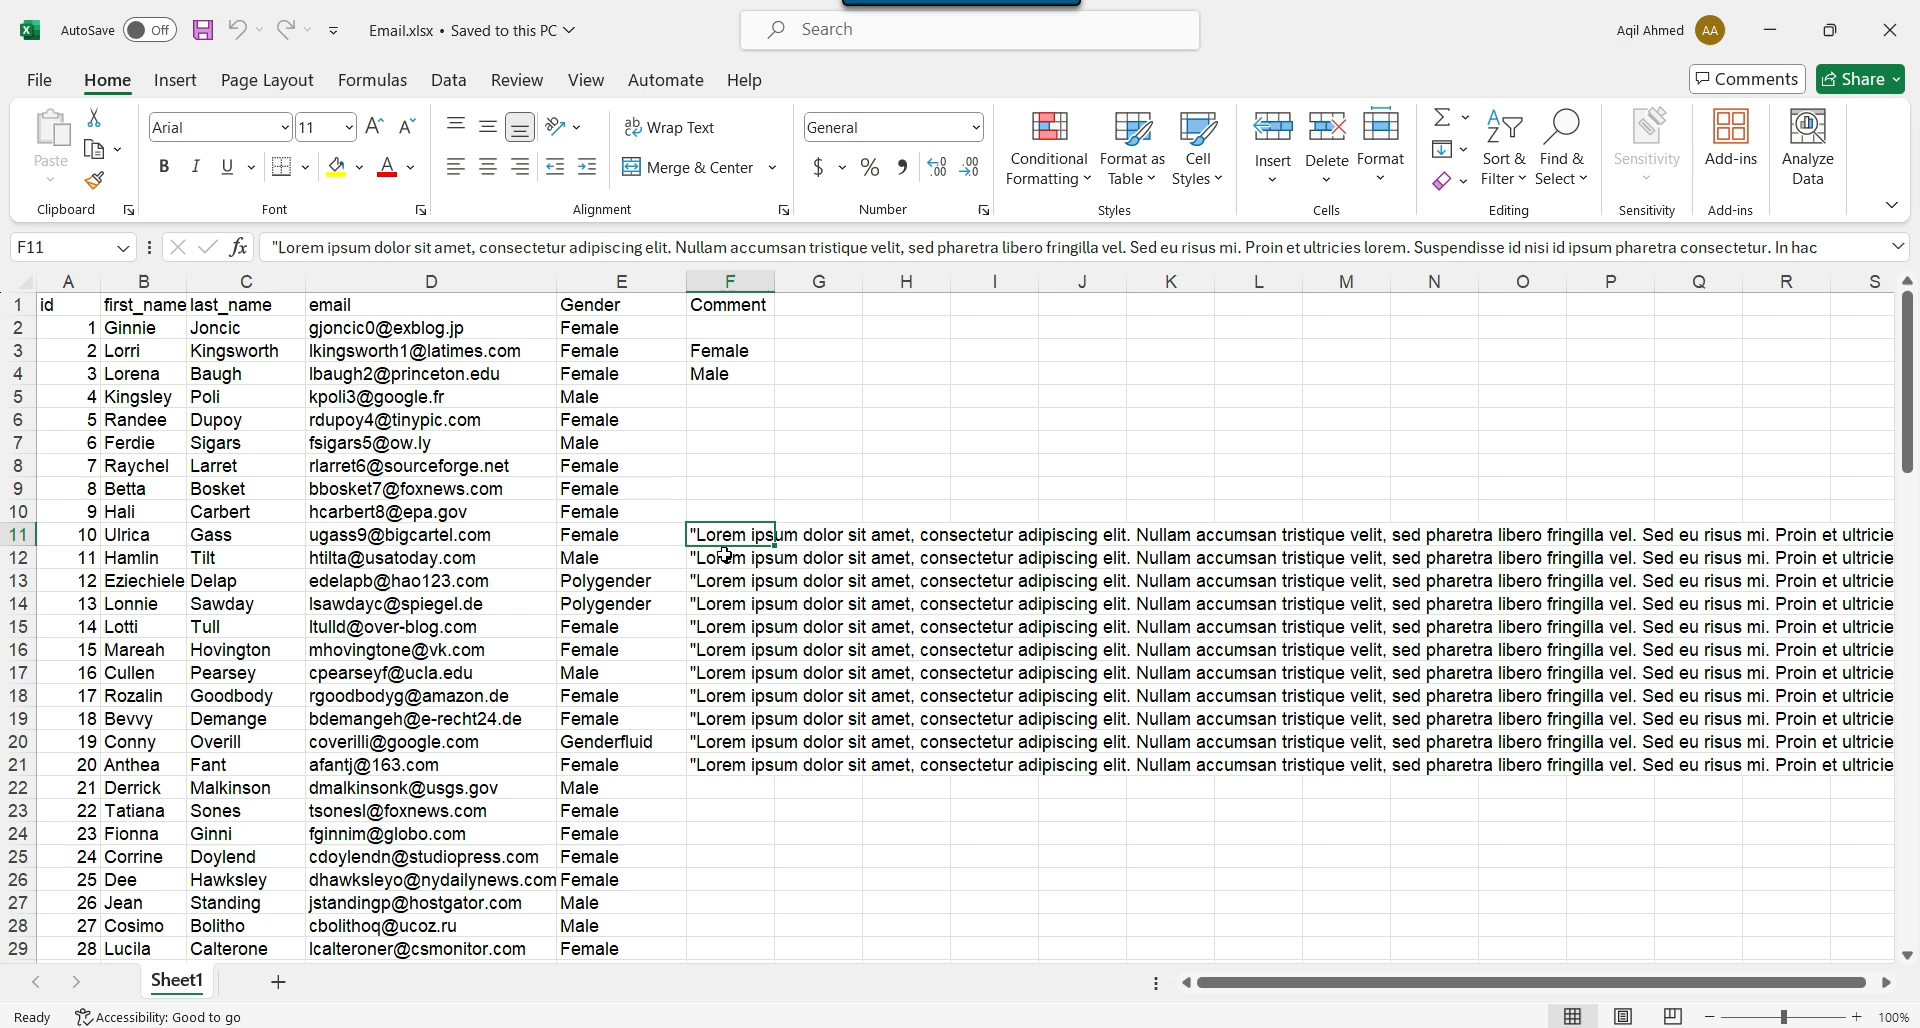 AutoSave Off Email.xlsx • Saved to this PC Search Aqil Ahmed AA
File Home Insert Page Layout Formulas Data Review View Automate Help Comments Share
Paste Arial 11 Wrap Text General Conditional Formatting Format as Table Cell Styles Insert Delete Format Sort & Filter Find & Select Sensitivity Add-ins Analyze Data
B I U A Merge & Center $ %
Clipboard Font Alignment Number Styles Cells Editing Sensitivity Add-ins
F11 fx "Lorem ipsum dolor sit amet, consectetur adipiscing elit. Nullam accumsan tristique velit, sed pharetra libero fringilla vel. Sed eu risus mi. Proin et ultricies lorem. Suspendisse id nisi id ipsum pharetra consectetur. In hac
A B C D E F G H I J K L M N O P Q R S
1 id first_name last_name email Gender Comment
2 1 Ginnie Joncic gjoncic0@exblog.jp Female
3 2 Lorri Kingsworth lkingsworth1@latimes.com Female Female
4 3 Lorena Baugh lbaugh2@princeton.edu Female Male
5 4 Kingsley Poli kpoli3@google.fr Male
6 5 Randee Dupoy rdupoy4@tinypic.com Female
7 6 Ferdie Sigars fsigars5@ow.ly Male
8 7 Raychel Larret rlarret6@sourceforge.net Female
9 8 Betta Bosket bbosket7@foxnews.com Female
10 9 Hali Carbert hcarbert8@epa.gov Female
11 10 Ulrica Gass ugass9@bigcartel.com Female "Lorem ipsum dolor sit amet, consectetur adipiscing elit. Nullam accumsan tristique velit, sed pharetra libero fringilla vel. Sed eu risus mi. Proin et ultricie
12 11 Hamlin Tilt htilta@usatoday.com Male "Lorem ipsum dolor sit amet, consectetur adipiscing elit. Nullam accumsan tristique velit, sed pharetra libero fringilla vel. Sed eu risus mi. Proin et ultricie
13 12 Eziechiele Delap edelapb@hao123.com Polygender "Lorem ipsum dolor sit amet, consectetur adipiscing elit. Nullam accumsan tristique velit, sed pharetra libero fringilla vel. Sed eu risus mi. Proin et ultricie
14 13 Lonnie Sawday lsawdayc@spiegel.de Polygender "Lorem ipsum dolor sit amet, consectetur adipiscing elit. Nullam accumsan tristique velit, sed pharetra libero fringilla vel. Sed eu risus mi. Proin et ultricie
15 14 Lotti Tull ltulld@over-blog.com Female "Lorem ipsum dolor sit amet, consectetur adipiscing elit. Nullam accumsan tristique velit, sed pharetra libero fringilla vel. Sed eu risus mi. Proin et ultricie
16 15 Mareah Hovington mhovingtone@vk.com Female "Lorem ipsum dolor sit amet, consectetur adipiscing elit. Nullam accumsan tristique velit, sed pharetra libero fringilla vel. Sed eu risus mi. Proin et ultricie
17 16 Cullen Pearsey cpearseyf@ucla.edu Male "Lorem ipsum dolor sit amet, consectetur adipiscing elit. Nullam accumsan tristique velit, sed pharetra libero fringilla vel. Sed eu risus mi. Proin et ultricie
18 17 Rozalin Goodbody rgoodbodyg@amazon.de Female "Lorem ipsum dolor sit amet, consectetur adipiscing elit. Nullam accumsan tristique velit, sed pharetra libero fringilla vel. Sed eu risus mi. Proin et ultricie
19 18 Bevvy Demange bdemangeh@e-recht24.de Female "Lorem ipsum dolor sit amet, consectetur adipiscing elit. Nullam accumsan tristique velit, sed pharetra libero fringilla vel. Sed eu risus mi. Proin et ultricie
20 19 Conny Overill coverilli@google.com Genderfluid "Lorem ipsum dolor sit amet, consectetur adipiscing elit. Nullam accumsan tristique velit, sed pharetra libero fringilla vel. Sed eu risus mi. Proin et ultricie
21 20 Anthea Fant afantj@163.com Female "Lorem ipsum dolor sit amet, consectetur adipiscing elit. Nullam accumsan tristique velit, sed pharetra libero fringilla vel. Sed eu risus mi. Proin et ultricie
22 21 Derrick Malkinson dmalkinsonk@usgs.gov Male
23 22 Tatiana Sones tsonesl@foxnews.com Female
24 23 Fionna Ginni fginnim@globo.com Female
25 24 Corrine Doylend cdoylendn@studiopress.com Female
26 25 Dee Hawksley dhawksleyo@nydailynews.com Female
27 26 Jean Standing jstandingp@hostgator.com Male
28 27 Cosimo Bolitho cbolithoq@ucoz.ru Male
29 28 Lucila Calterone lcalteroner@csmonitor.com Female
Sheet1
Ready Accessibility: Good to go 100%